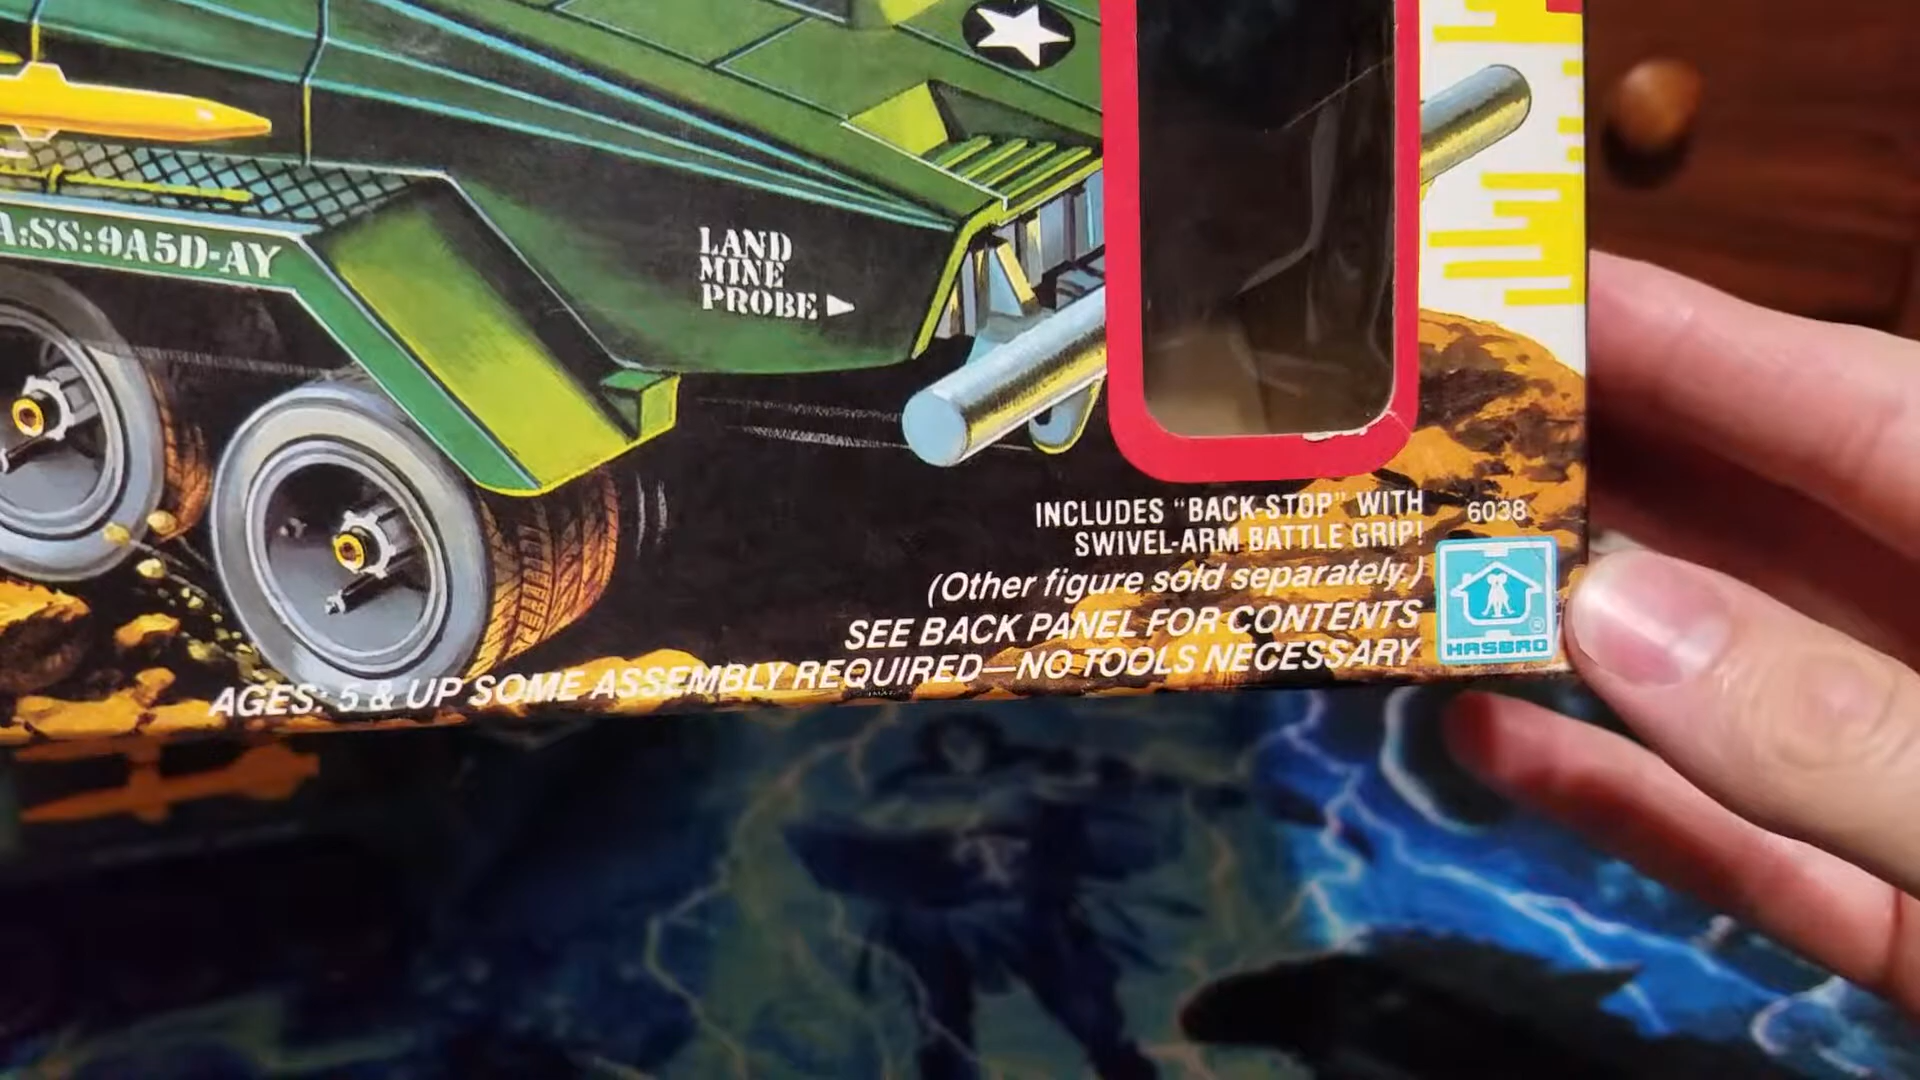 A:SS:9A5D-AY
LAND
MINE
PROBE
INCLUDES “BACK-STOP” WITH
SWIVEL-ARM BATTLE GRIP!
6038
(Other figure sold separately.)
SEE BACK PANEL FOR CONTENTS
AGES: 5 & UP SOME ASSEMBLY REQUIRED—NO TOOLS NECESSARY
®
HASBRO